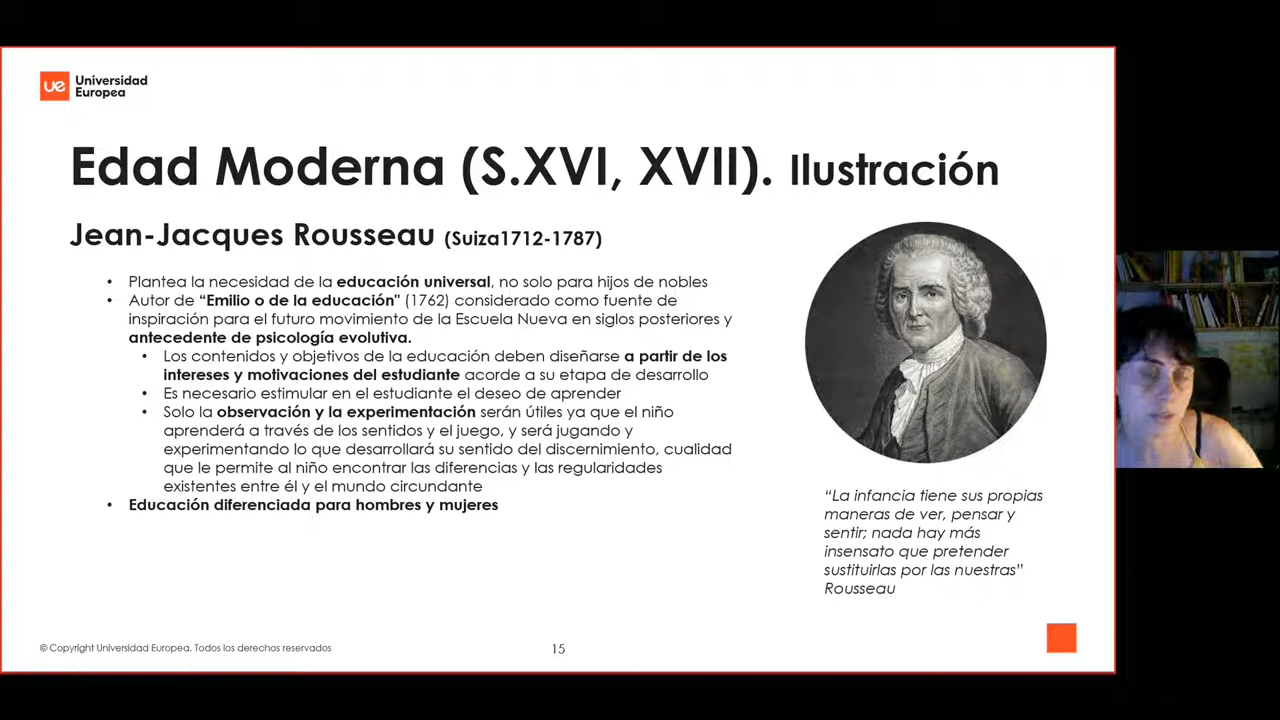 ue Universidad
Europea
Edad Moderna (S.XVI, XVII). Ilustración
Jean-Jacques Rousseau (Suiza1712-1787)
• Plantea la necesidad de la educación universal, no solo para hijos de nobles
• Autor de “Emilio o de la educación" (1762) considerado como fuente de
inspiración para el futuro movimiento de la Escuela Nueva en siglos posteriores y
antecedente de psicología evolutiva.
• Los contenidos y objetivos de la educación deben diseñarse a partir de los
intereses y motivaciones del estudiante acorde a su etapa de desarrollo
• Es necesario estimular en el estudiante el deseo de aprender
• Solo la observación y la experimentación serán útiles ya que el niño
aprenderá a través de los sentidos y el juego, y será jugando y
experimentando lo que desarrollará su sentido del discernimiento, cualidad
que le permite al niño encontrar las diferencias y las regularidades
existentes entre él y el mundo circundante
• Educación diferenciada para hombres y mujeres
“La infancia tiene sus propias
maneras de ver, pensar y
sentir; nada hay más
insensato que pretender
sustituirlas por las nuestras”
Rousseau
© Copyright Universidad Europea. Todos los derechos reservados
15